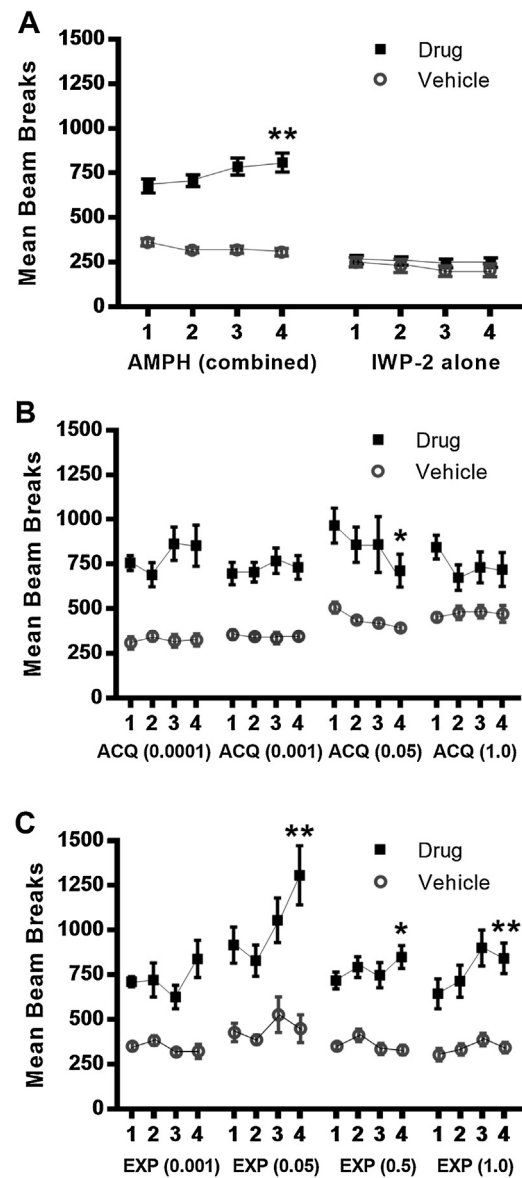 A
1500
1250
1000
750
500
250
0
Mean Beam Breaks
Drug
Vehicle
**
1 2 3 4 1 2 3 4
AMPH (combined) IWP-2 alone
B
1500
1250
1000
750
500
250
0
Mean Beam Breaks
Drug
Vehicle
*
1 2 3 4 1 2 3 4 1 2 3 4 1 2 3 4
ACQ (0.0001) ACQ (0.001) ACQ (0.05) ACQ (1.0)
C
1500
1250
1000
750
500
250
0
Mean Beam Breaks
Drug
Vehicle
** * **
1 2 3 4 1 2 3 4 1 2 3 4 1 2 3 4
EXP (0.001) EXP (0.05) EXP (0.5) EXP (1.0)